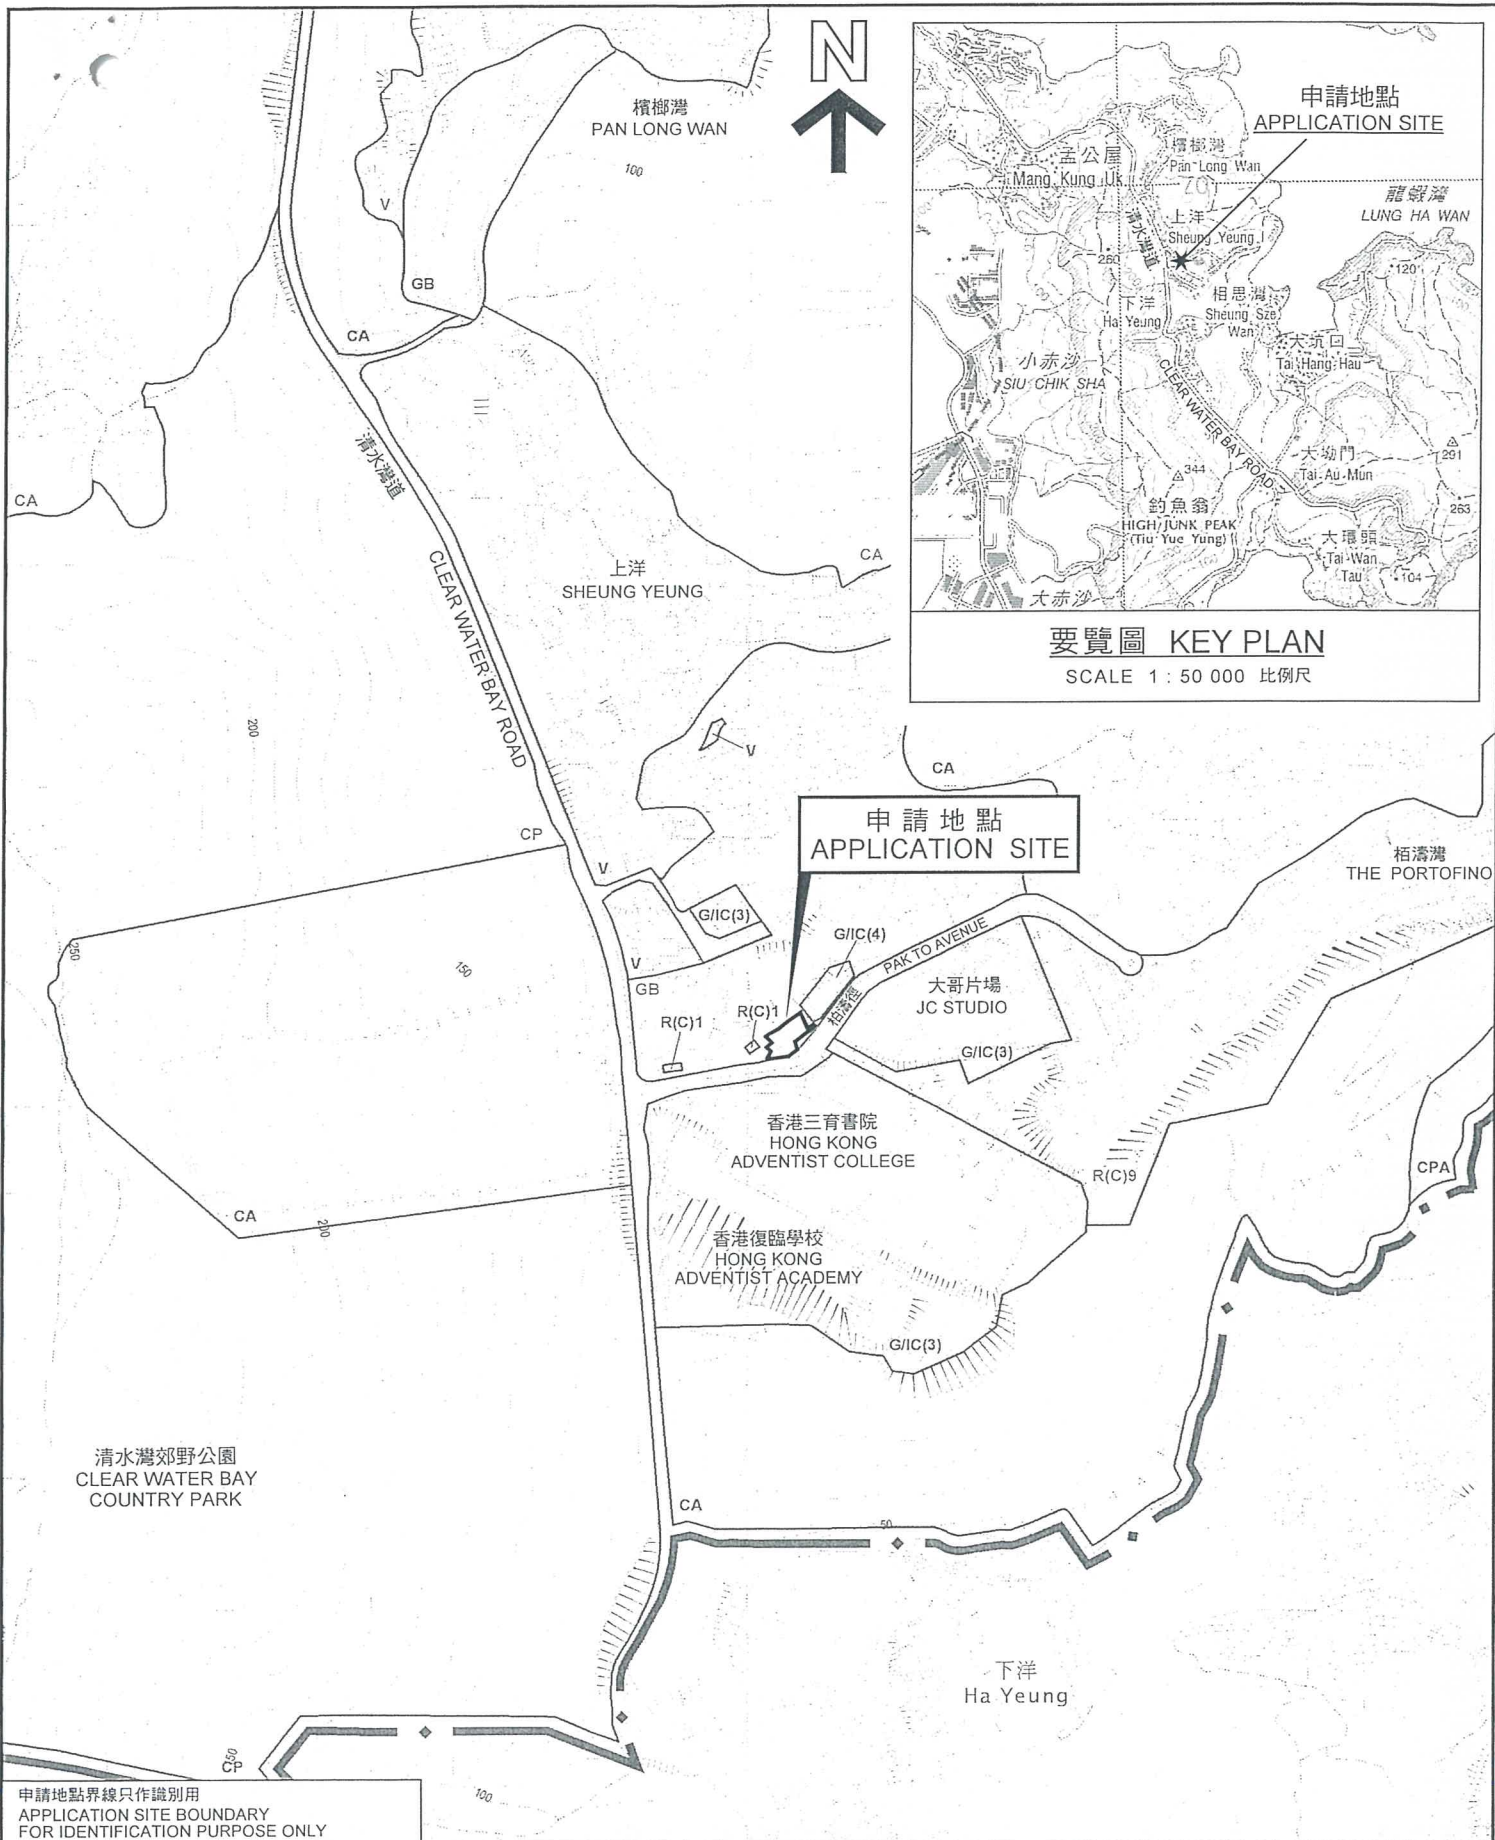 N
檳榔灣
PAN LONG WAN
100
V
GB
CA
清水灣道
CLEAR WATER BAY ROAD
CA
上洋
SHEUNG YEUNG
CA
200
V
CA
申請地點
APPLICATION SITE
孟公屋
Mang Kung Uk
檳榔灣
Pan Long Wan
龍蝦灣
LUNG HA WAN
上洋
Sheung Yeung
清水灣道
260
120
下洋
Ha Yeung
相思灣
Sheung Sze
Wan
大坑口
Tai Hang Hau
小赤沙
SIU CHIK SHA
CLEAR WATER BAY ROAD
大坳門
Tai Au Mun
291
344
釣魚翁
HIGH JUNK PEAK
(Tiu Yue Yung)
263
大環頭
Tai Wan
Tau
104
大赤沙
要覽圖 KEY PLAN
SCALE 1 : 50 000 比例尺
申請地點
APPLICATION SITE
栢濤灣
THE PORTOFINO
CP
V
G/IC(3)
G/IC(4)
PAK TO AVENUE
栢濤徑
250
150
V
GB
R(C)1
R(C)1
大哥片場
JC STUDIO
G/IC(3)
香港三育書院
HONG KONG
ADVENTIST COLLEGE
R(C)9
CPA
CA
200
香港復臨學校
HONG KONG
ADVENTIST ACADEMY
G/IC(3)
清水灣郊野公園
CLEAR WATER BAY
COUNTRY PARK
CA
50
下洋
Ha Yeung
CP
100
申請地點界線只作識別用
APPLICATION SITE BOUNDARY
FOR IDENTIFICATION PURPOSE ONLY